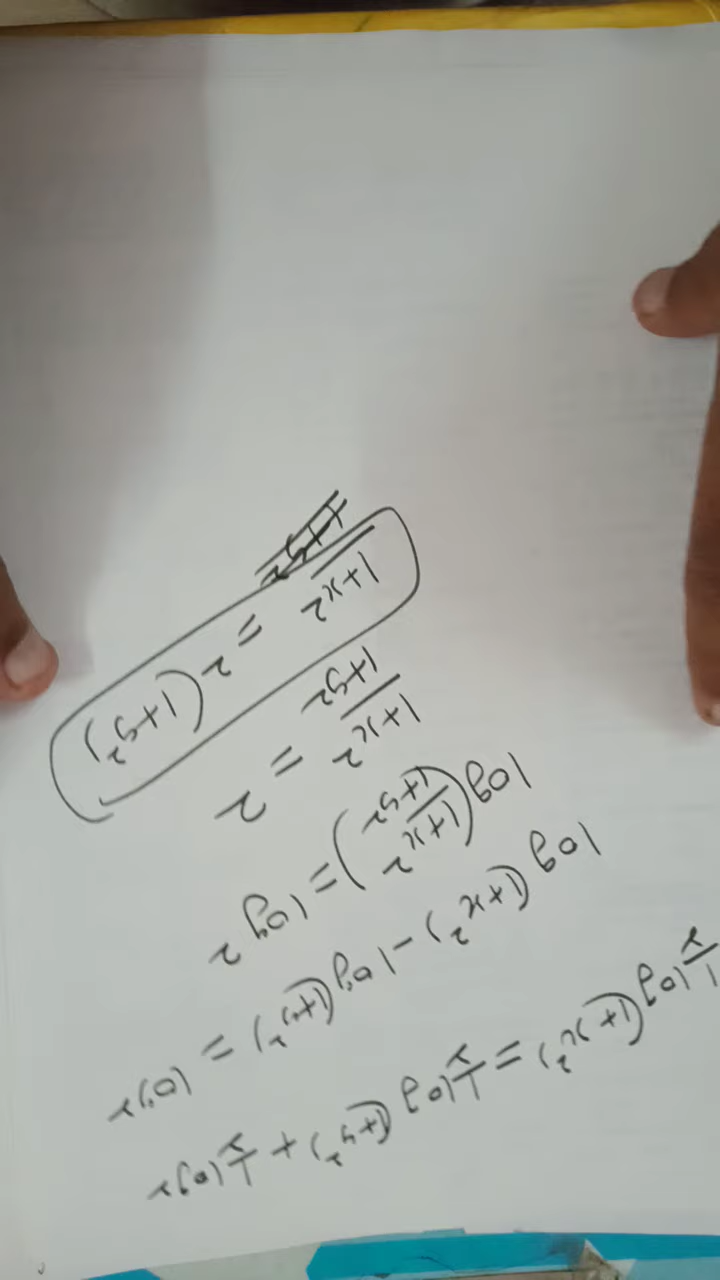 1/2 log(1+x²) = 1/2 log(1+y²) + 1/2 log 2
log(1+x²) - log(1+y²) = log 2
log((1+x²)/(1+y²)) = log 2
(1+x²)/(1+y²) = 2
1+x² = 2(1+y²)